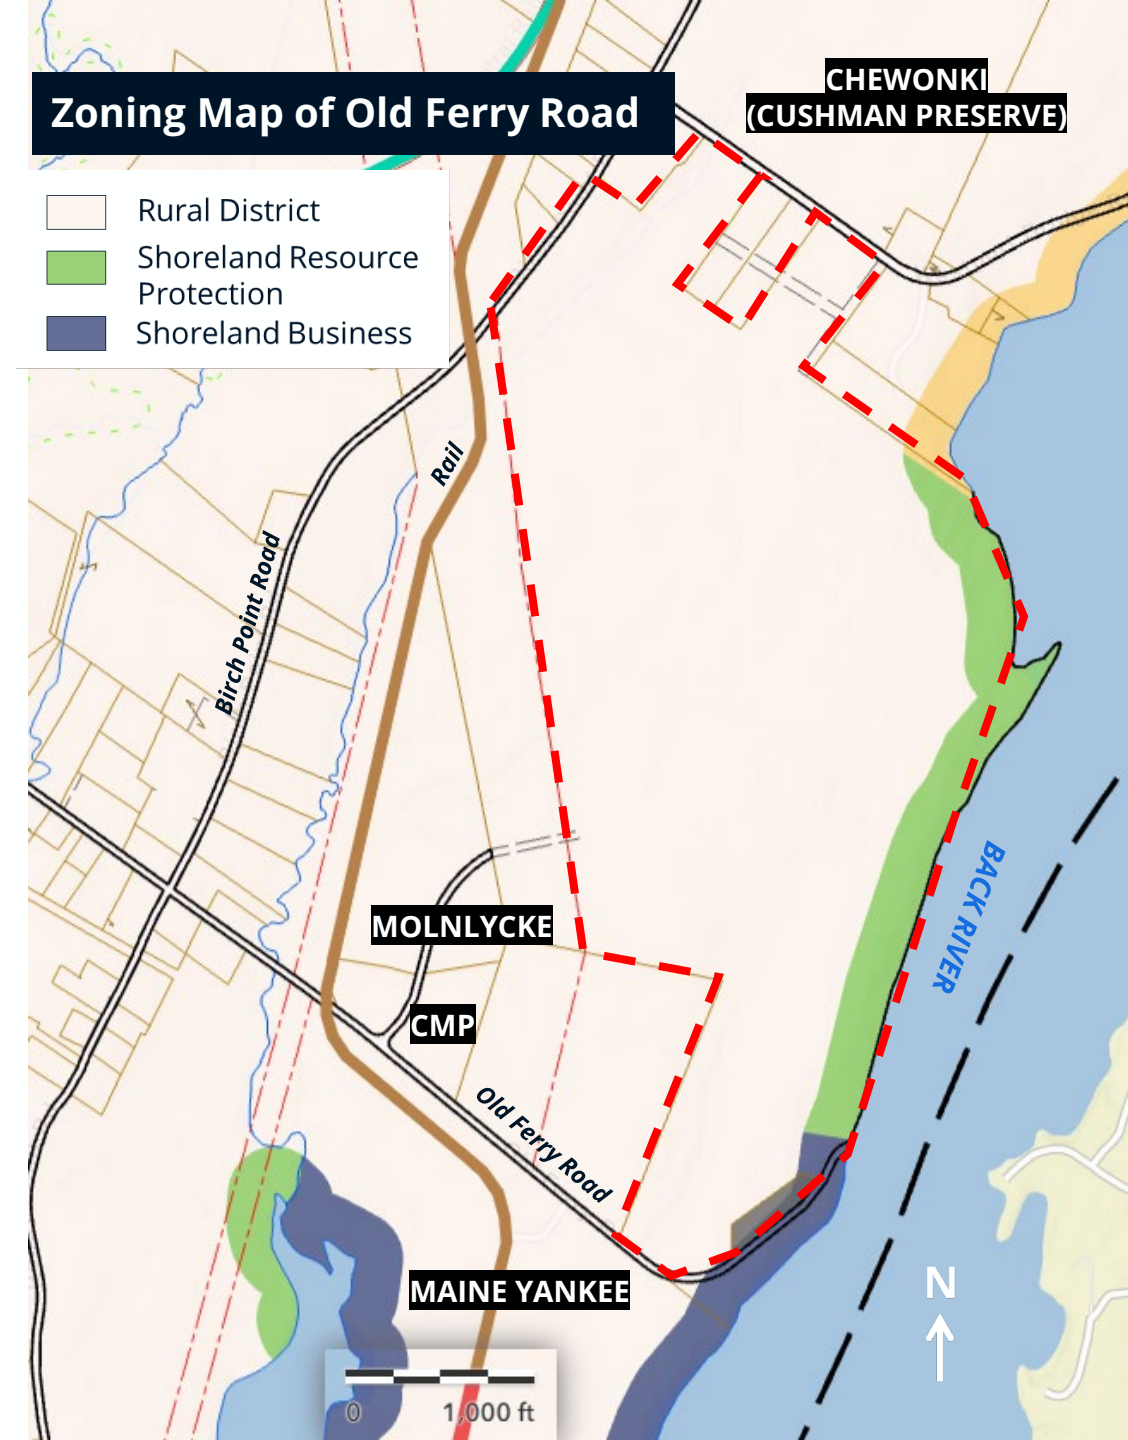 CHEWONKI
(CUSHMAN PRESERVE)
Zoning Map of Old Ferry Road
Rural District
Shoreland Resource
Protection
Shoreland Business
Rail
Birch Point Road
BACK RIVER
MOLNLYCKE
CMP
Old Ferry Road
MAINE YANKEE
N
0 1,000 ft